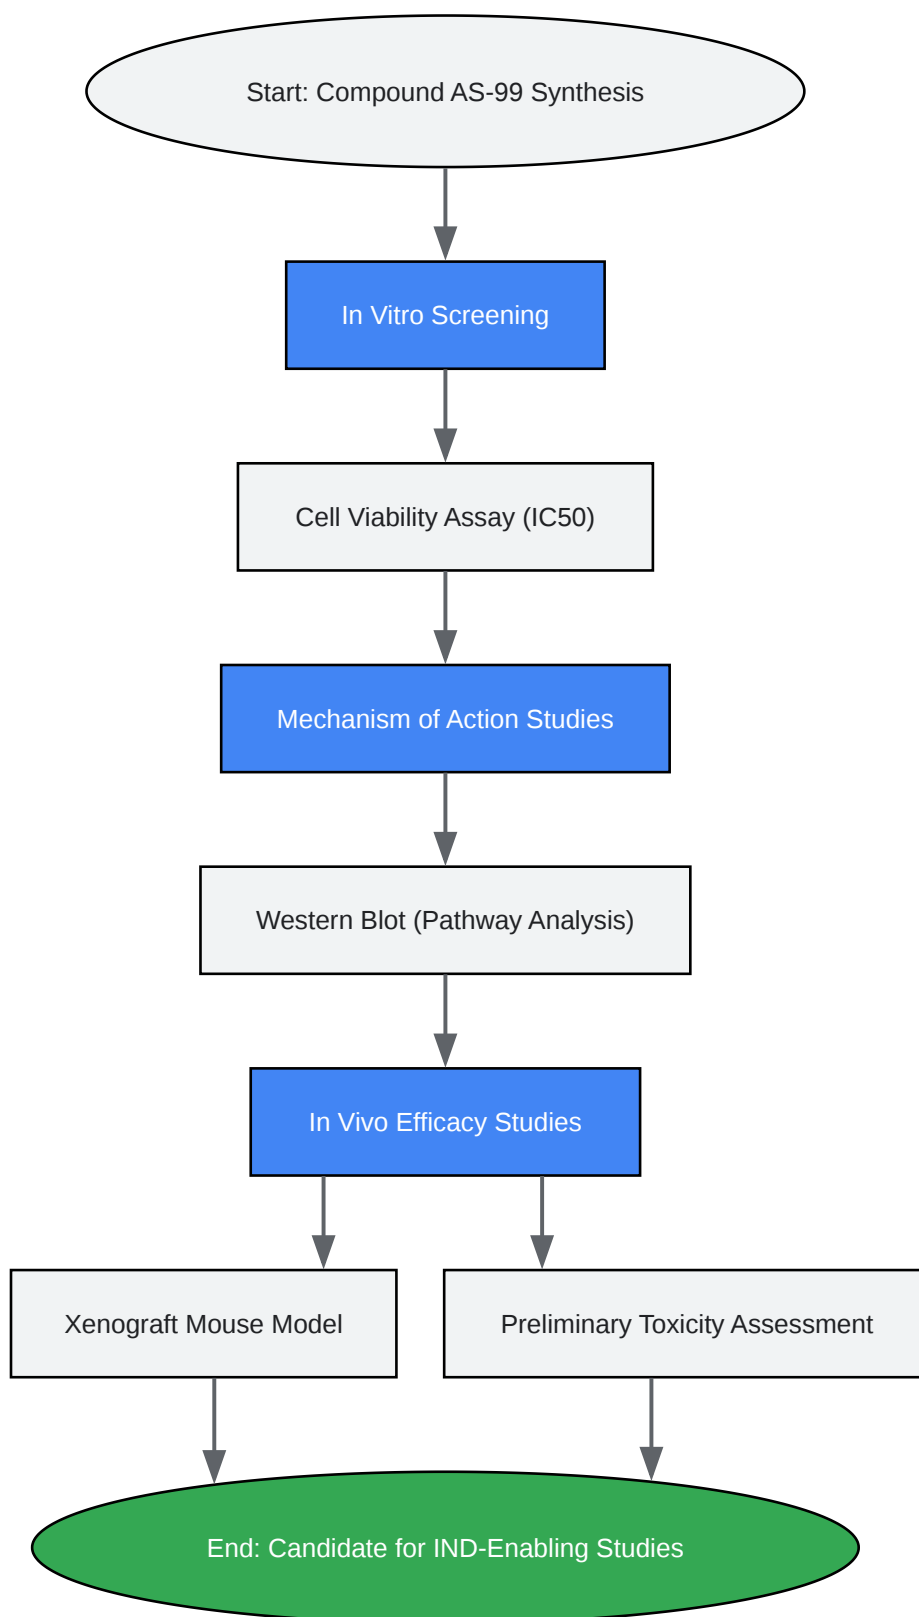 Start: Compound AS-99 Synthesis
In Vitro Screening
Cell Viability Assay (IC50)
Mechanism of Action Studies
Western Blot (Pathway Analysis)
In Vivo Efficacy Studies
Xenograft Mouse Model
Preliminary Toxicity Assessment
End: Candidate for IND-Enabling Studies